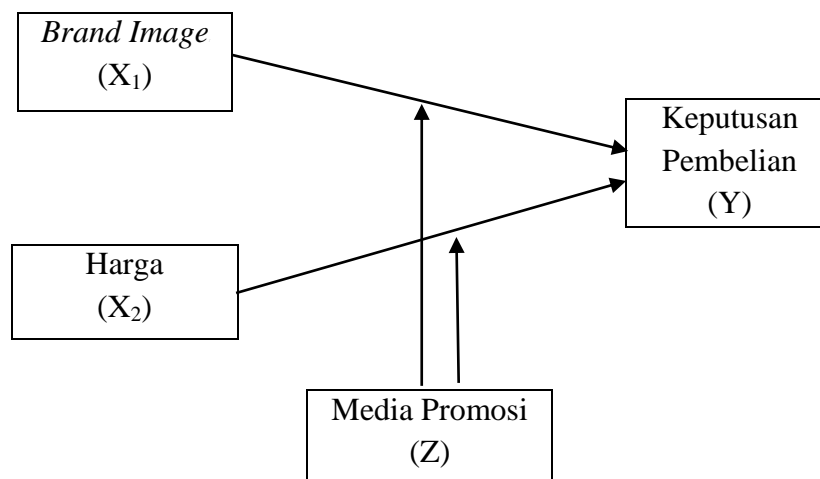 Brand Image
(X₁)
Keputusan
Pembelian
(Y)
Harga
(X₂)
Media Promosi
(Z)